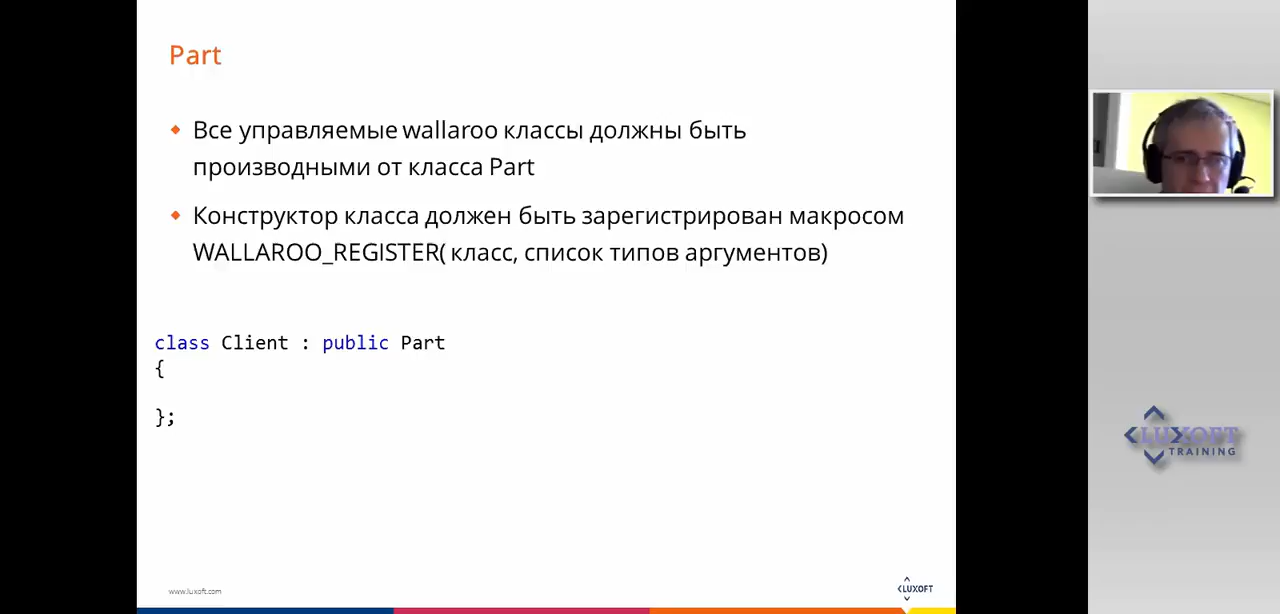 Part
Все управляемые wallaroo классы должны быть
производными от класса Part
Конструктор класса должен быть зарегистрирован макросом
WALLAROO_REGISTER( класс, список типов аргументов)
class Client : public Part
{
};
www.luxoft.com
LUXOFT
LUXOFT
TRAINING